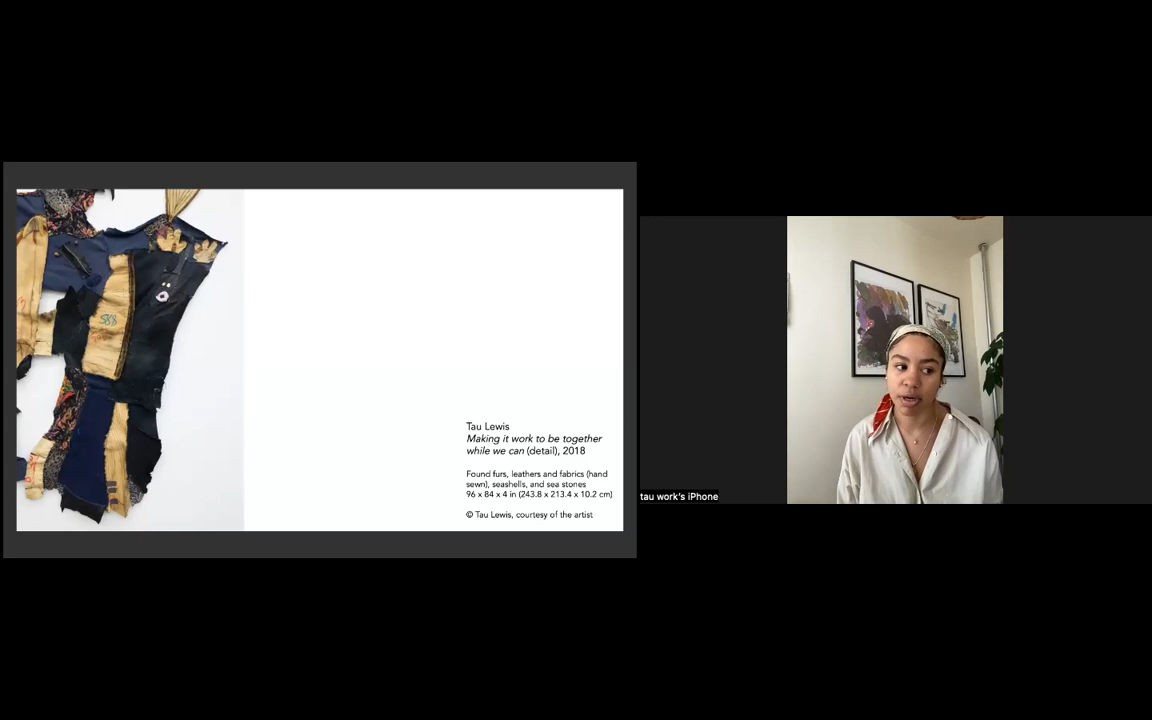 588
Tau Lewis
Making it work to be together
while we can (detail), 2018
Found furs, leathers and fabrics (hand
sewn), seashells, and sea stones
96 x 84 x 4 in (243.8 x 213.4 x 10.2 cm)
© Tau Lewis, courtesy of the artist
tau work's iPhone